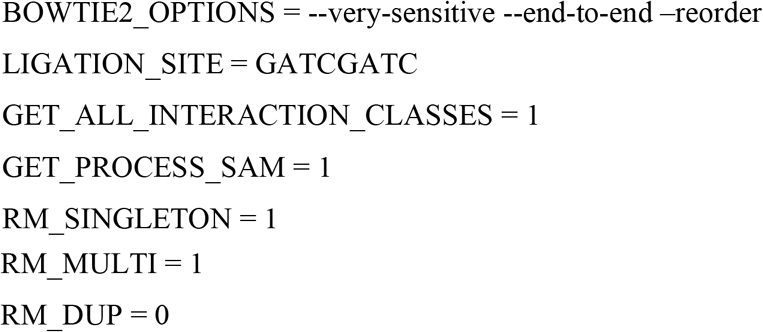 BOWTIE2_OPTIONS = --very-sensitive --end-to-end –reorder
LIGATION_SITE = GATCGATC
GET_ALL_INTERACTION_CLASSES = 1
GET_PROCESS_SAM = 1
RM_SINGLETON = 1
RM_MULTI = 1
RM_DUP = 0